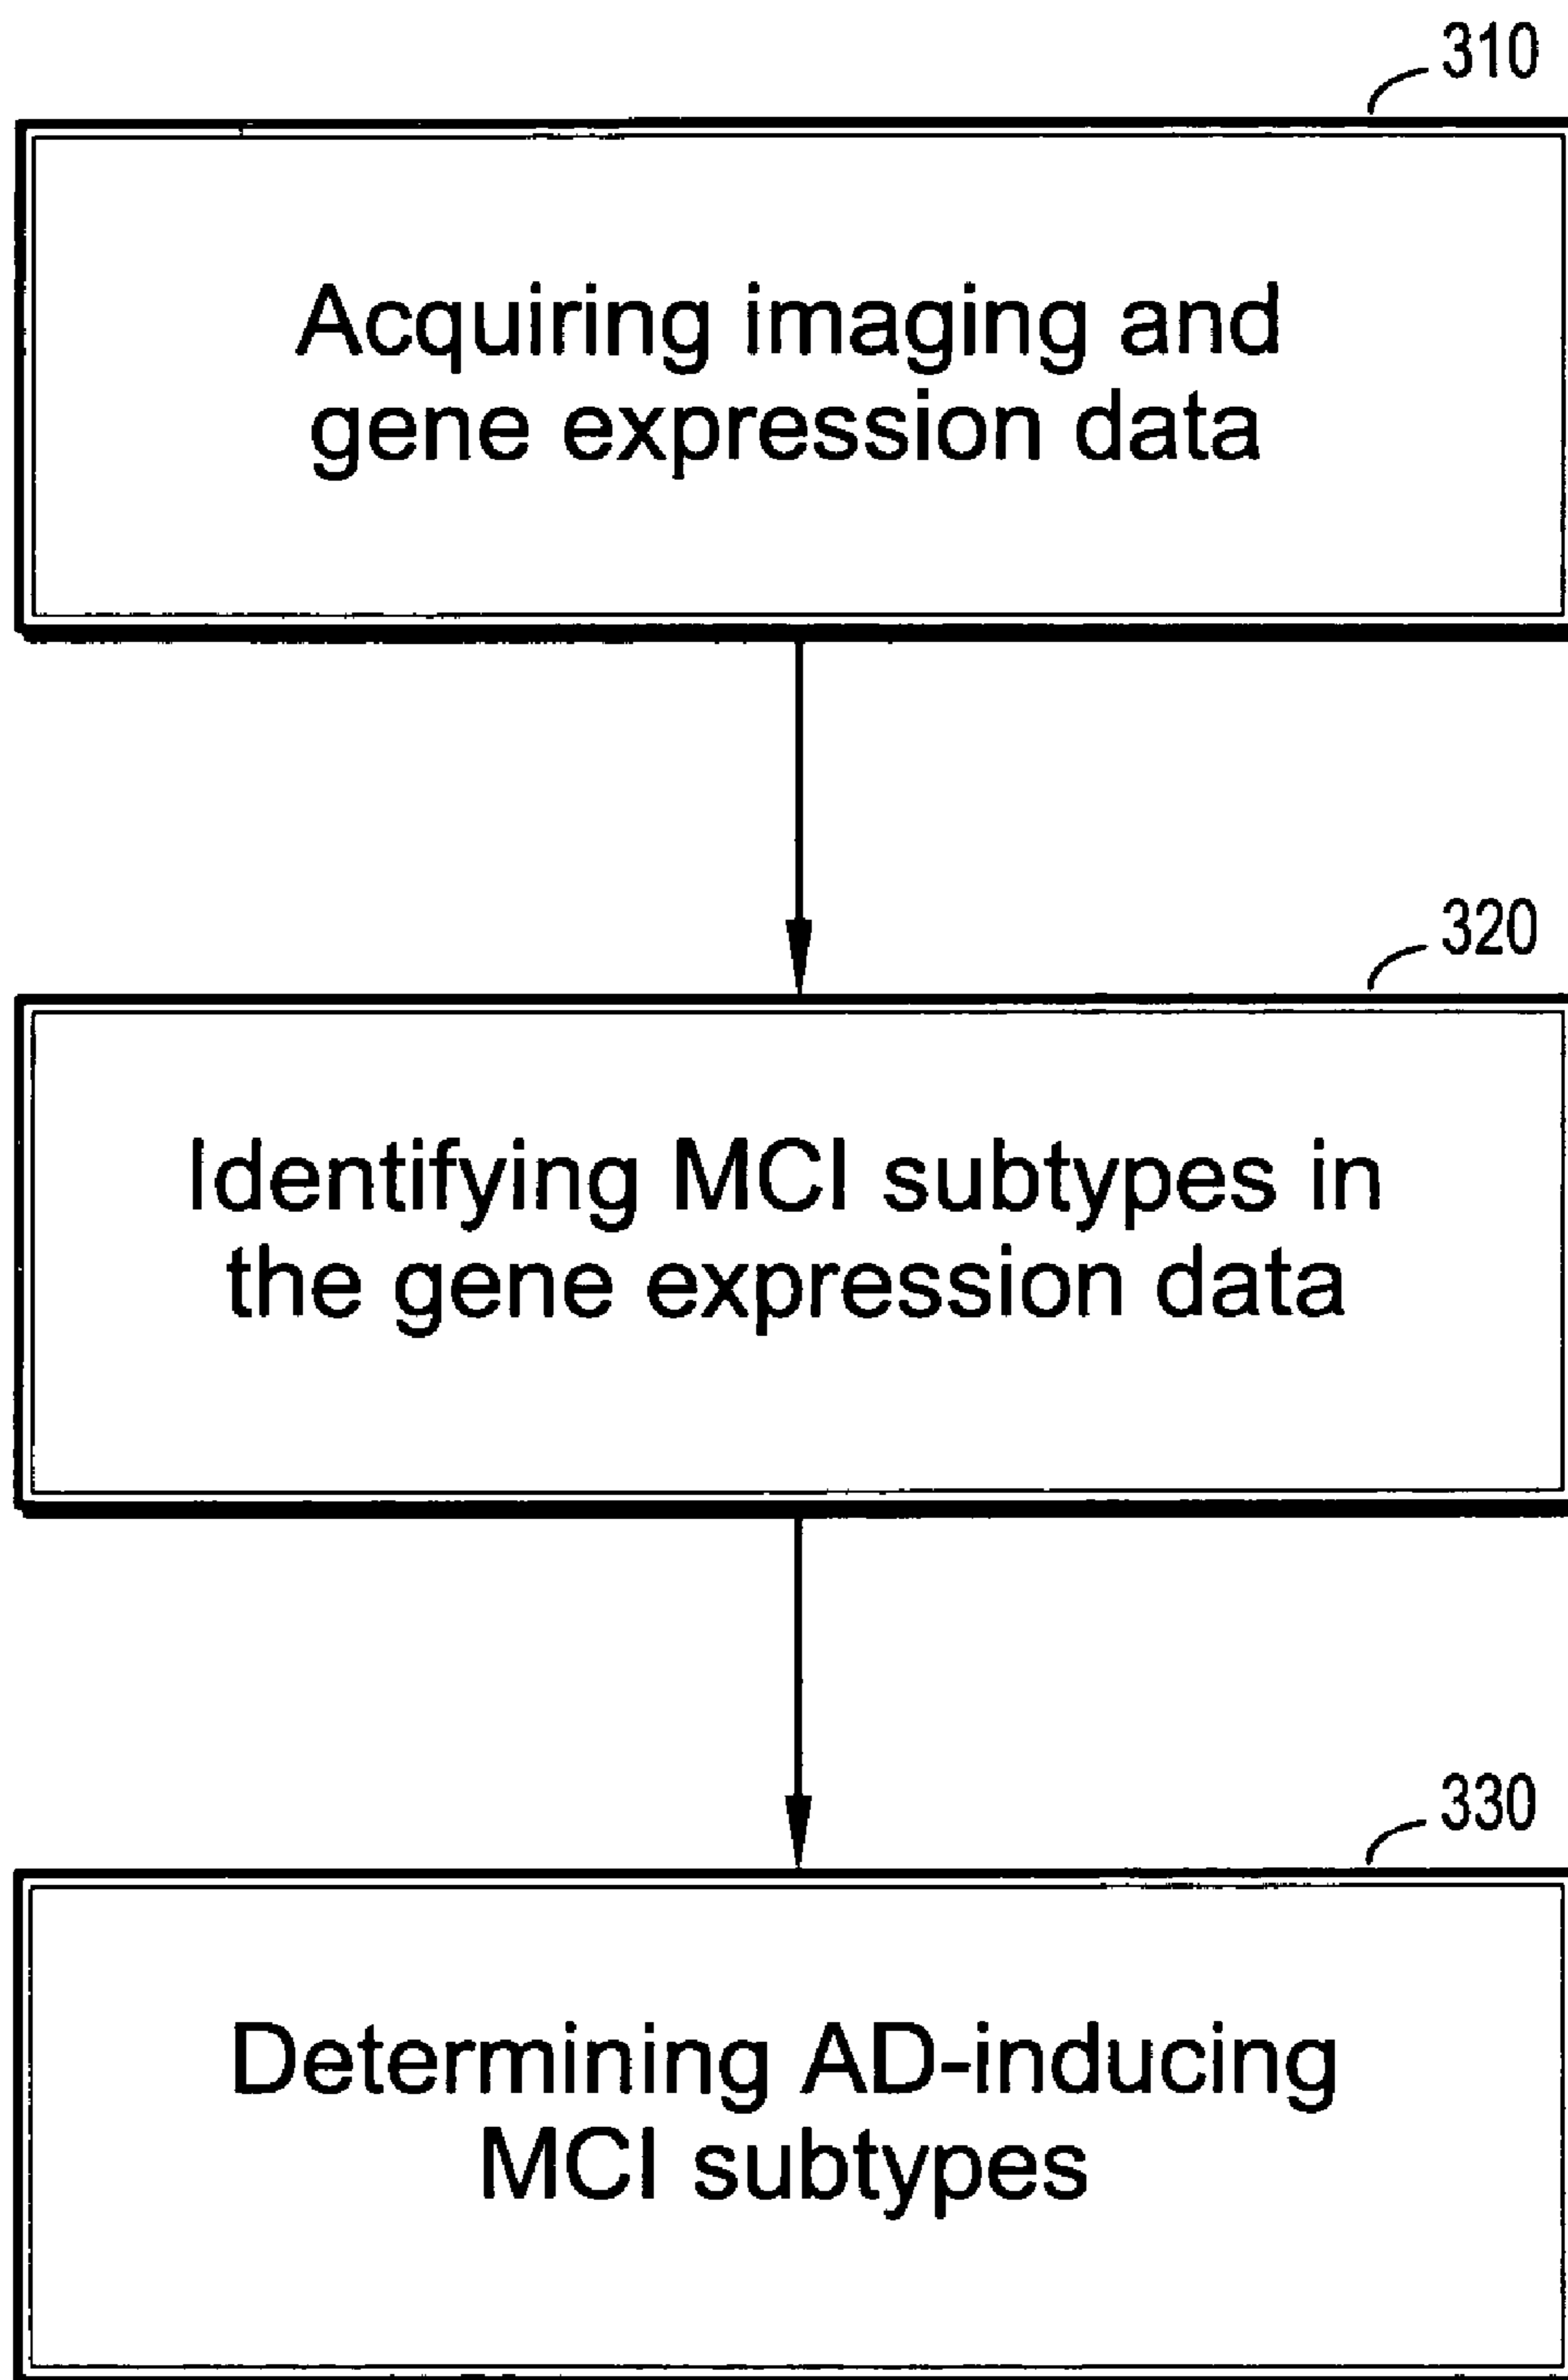 310
Acquiring imaging and
gene expression data
320
Identifying MCI subtypes in
the gene expression data
330
Determining AD-inducing
MCI subtypes